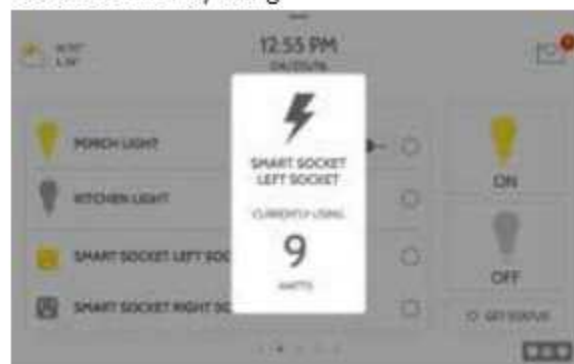 12:55 PM
PORCH LIGHT
KITCHEN LIGHT
SMART SOCKET LEFT SOC
SMART SOCKET RIGHT SO
SMART SOCKET
LEFT SOCKET
CURRENTLY USING
9
WATTS
ON
OFF
GET STATUS